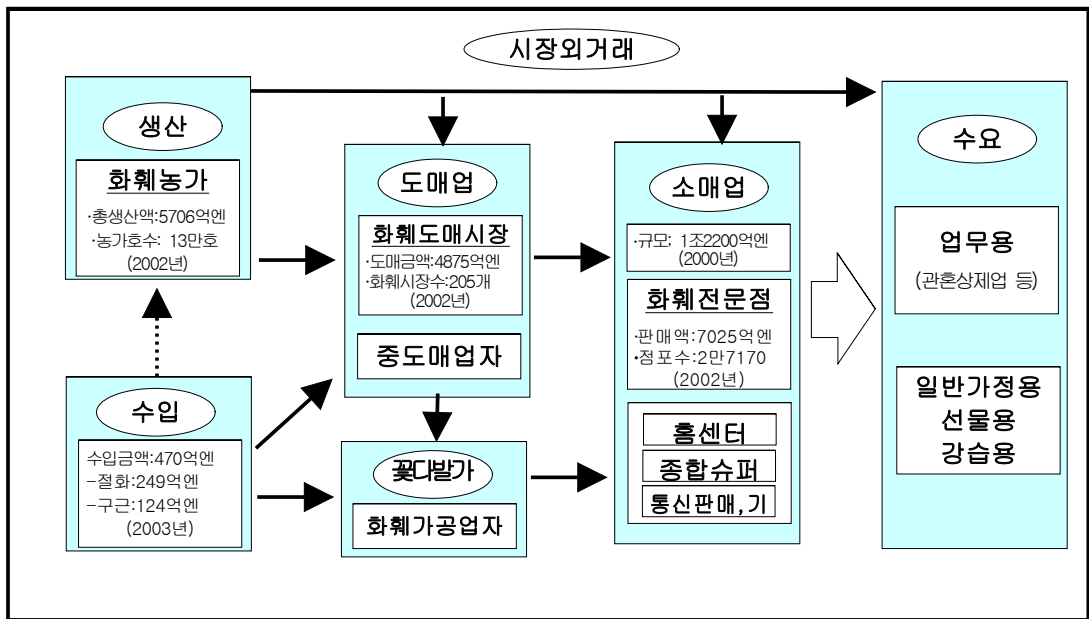 시장외거래
생산
화훼농가
·총생산액:5706억엔
·농가호수: 13만호
(2002년)
수입
수입금액:470억엔
-절화:249억엔
-구근:124억엔
(2003년)
도매업
화훼도매시장
·도매금액:4875억엔
·화훼시장수:205개
(2002년)
중도매업자
꽃다발가
화훼가공업자
소매업
·규모: 1조2200억엔
(2000년)
화훼전문점
·판매액:7025억엔
·점포수:2만7170
(2002년)
홈센터
종합슈퍼
통신판매,기
수요
업무용
(관혼상제업 등)
일반가정용
선물용
강습용